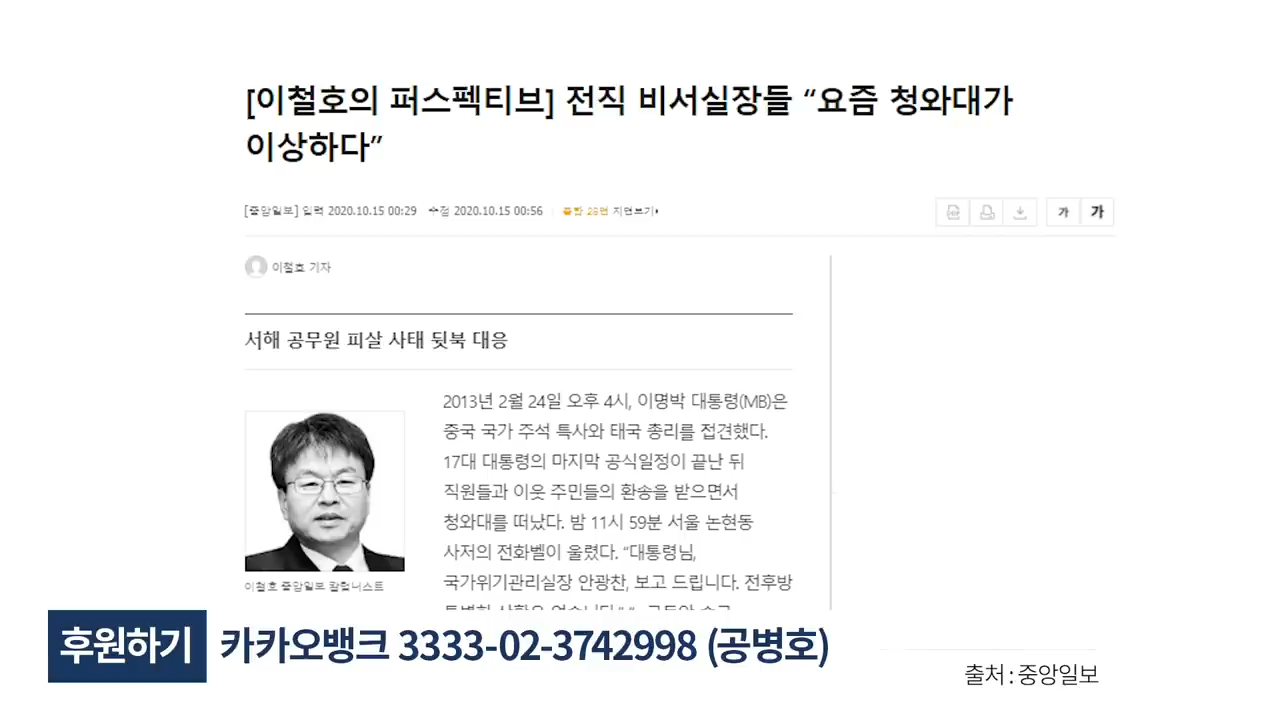 [이철호의 퍼스펙티브] 전직 비서실장들 “요즘 청와대가
이상하다”
[중앙일보] 입력 2020.10.15 00:29 수정 2020.10.15 00:56 종합 28면 지면보기
가 가
이철호 기자
서해 공무원 피살 사태 뒷북 대응
2013년 2월 24일 오후 4시, 이명박 대통령(MB)은
중국 국가 주석 특사와 태국 총리를 접견했다.
17대 대통령의 마지막 공식일정이 끝난 뒤
직원들과 이웃 주민들의 환송을 받으면서
청와대를 떠났다. 밤 11시 59분 서울 논현동
사저의 전화벨이 울렸다. “대통령님,
국가위기관리실장 안광찬, 보고 드립니다. 전후방
이철호 중앙일보 칼럼니스트
후원하기 카카오뱅크 3333-02-3742998 (공병호)
출처 : 중앙일보